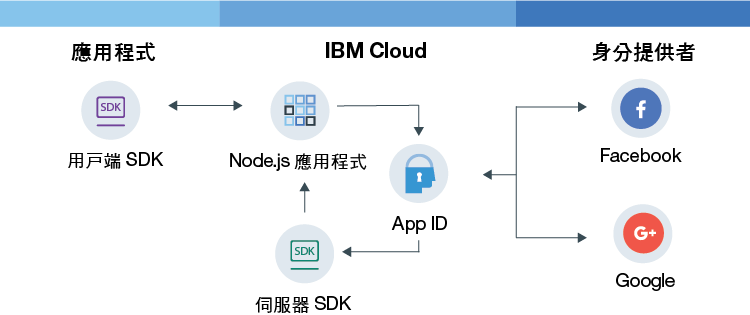 應用程式
IBM Cloud
身分提供者
SDK
用戶端 SDK
Node.js 應用程式
Facebook
App ID
SDK
伺服器 SDK
G+
Google